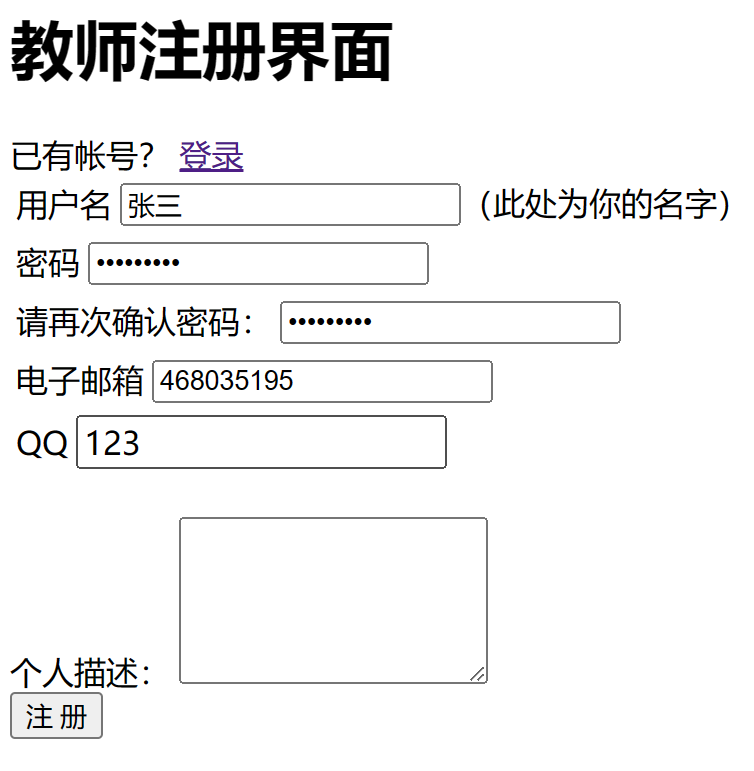 教师注册界面
已有帐号？ 登录
用户名 张三 （此处为你的名字）
密码 •••••••••
请再次确认密码： •••••••••
电子邮箱 468035195
QQ 123
个人描述：
注 册